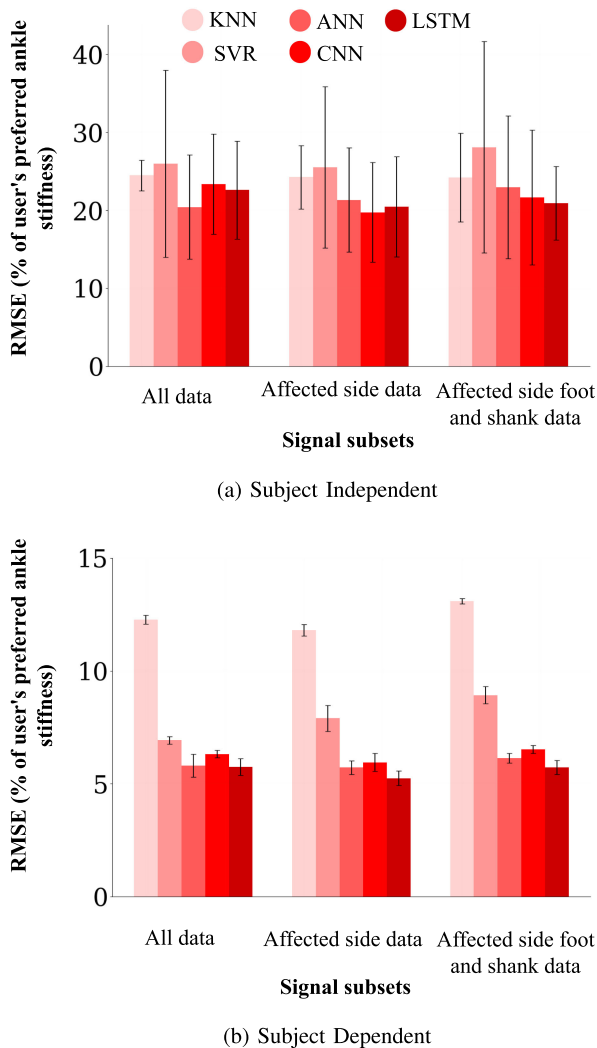 KNN ANN LSTM
SVR CNN
RMSE (% of user's preferred ankle
stiffness)
40
30
20
10
0
All data Affected side data Affected side foot
and shank data
Signal subsets
(a) Subject Independent
RMSE (% of user's preferred ankle
stiffness)
15
10
5
0
All data Affected side data Affected side foot
and shank data
Signal subsets
(b) Subject Dependent